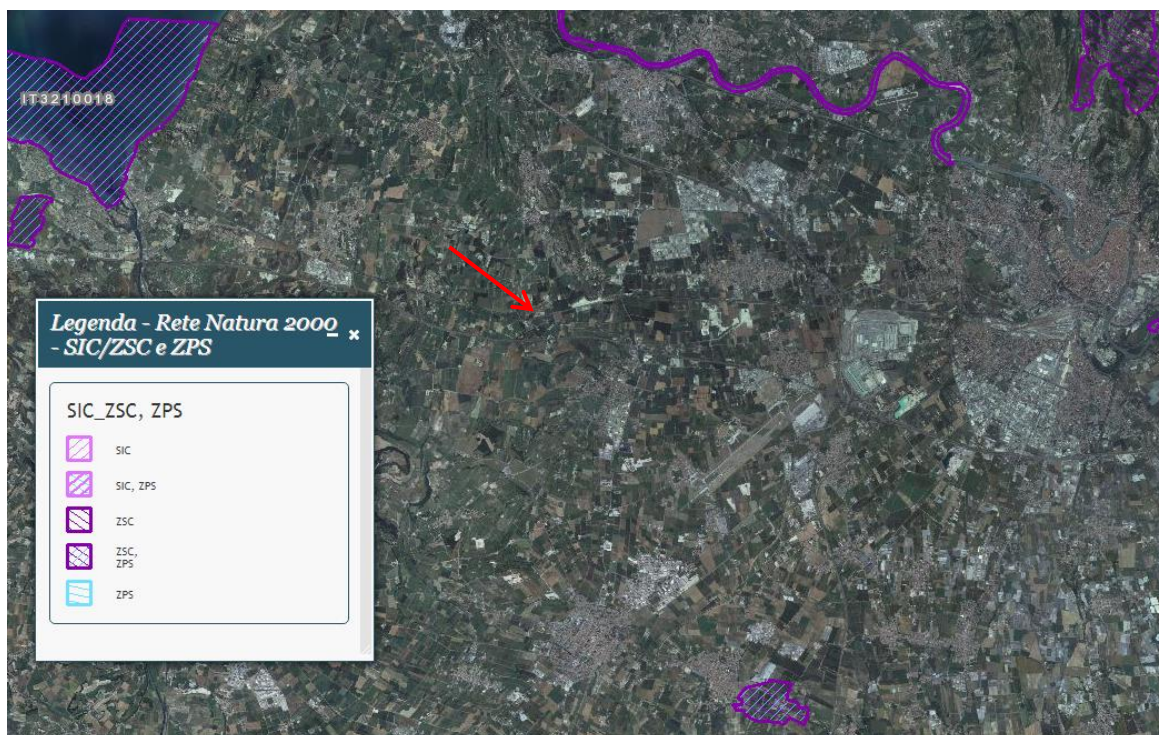 IT3210018
Legenda - Rete Natura 2000
- SIC/ZSC e ZPS
SIC_ZSC, ZPS
SIC
SIC, ZPS
ZSC
ZSC,
ZPS
ZPS